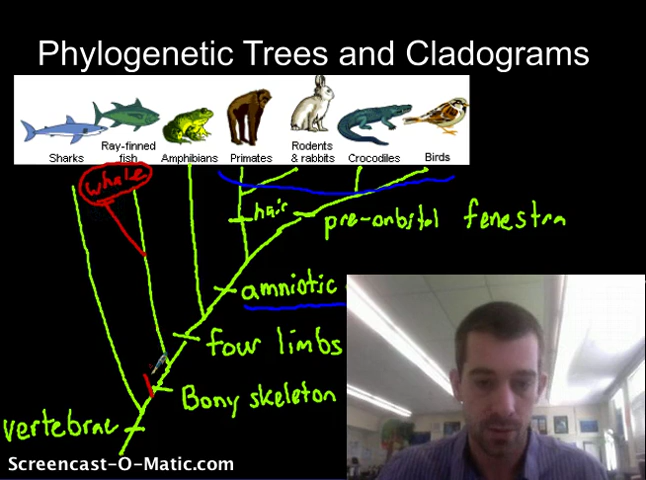 Phylogenetic Trees and Cladograms
Sharks
Ray-finned
fish
Amphibians
Primates
Rodents
& rabbits
Crocodiles
Birds
whale
hair
pre-orbital fenestra
amniotic
four limbs
Bony skeleton
vertebrae
Screencast-O-Matic.com